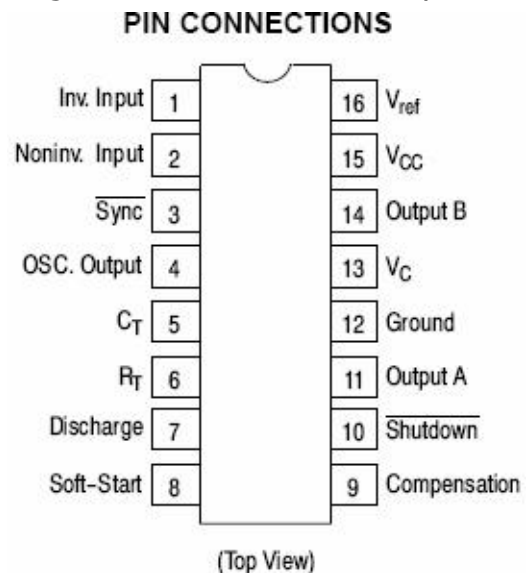 PIN CONNECTIONS
Inv. Input 1 16 Vref
Noninv. Input 2 15 VCC
Sync 3 14 Output B
OSC. Output 4 13 VC
CT 5 12 Ground
RT 6 11 Output A
Discharge 7 10 Shutdown
Soft-Start 8 9 Compensation
(Top View)